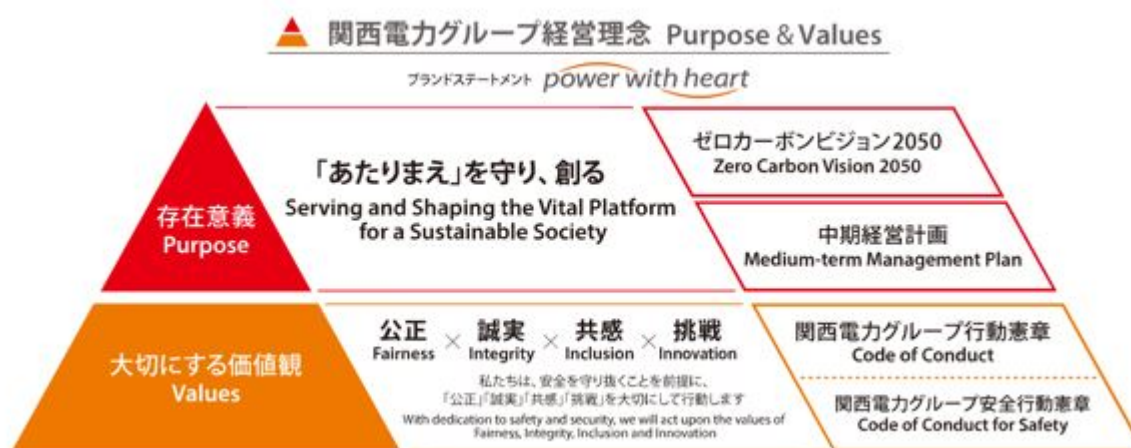 関西電力グループ経営理念 Purpose & Values
ブランドステートメント power with heart
存在意義
Purpose
「あたりまえ」を守り、創る
Serving and Shaping the Vital Platform
for a Sustainable Society
ゼロカーボンビジョン2050
Zero Carbon Vision 2050
中期経営計画
Medium-term Management Plan
大切にする価値観
Values
公正 × 誠実 × 共感 × 挑戦
Fairness Integrity Inclusion Innovation
私たちは、安全を守り抜くことを前提に、
「公正」「誠実」「共感」「挑戦」を大切にして行動します
With dedication to safety and security, we will act upon the values of
Fairness, Integrity, Inclusion and Innovation
関西電力グループ行動憲章
Code of Conduct
関西電力グループ安全行動憲章
Code of Conduct for Safety